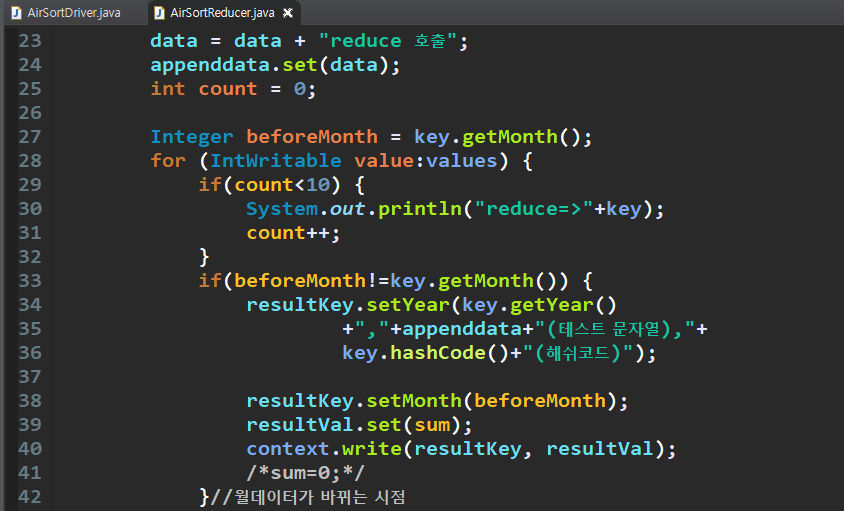 AirSortDriver.java AirSortReducer.java
23 data = data + "reduce 호출";
24 appenddata.set(data);
25 int count = 0;
26
27 Integer beforeMonth = key.getMonth();
28 for (IntWritable value:values) {
29 if(count<10) {
30 System.out.println("reduce=>"+key);
31 count++;
32 }
33 if(beforeMonth!=key.getMonth()) {
34 resultKey.setYear(key.getYear()
35 +","+appenddata+"(테스트 문자열),"+
36 key.hashCode()+"(해쉬코드)");
37
38 resultKey.setMonth(beforeMonth);
39 resultVal.set(sum);
40 context.write(resultKey, resultVal);
41 /*sum=0;*/
42 }//월데이터가 바뀌는 시점